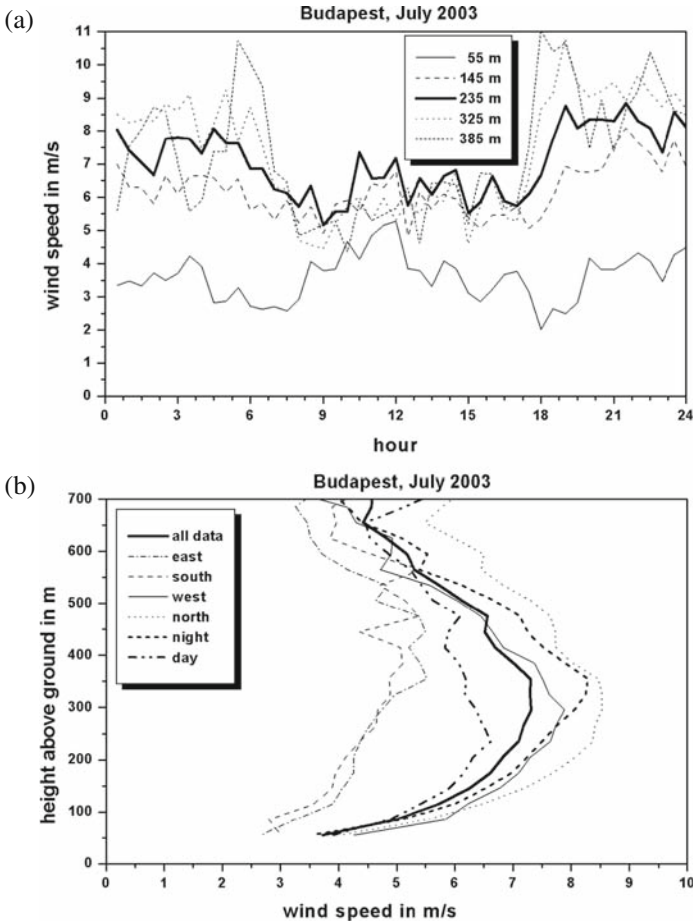 (a)
Budapest, July 2003
wind speed in m/s
11
10
9
8
7
6
5
4
3
2
1
0
55 m
145 m
235 m
325 m
385 m
0 3 6 9 12 15 18 21 24
hour
(b)
Budapest, July 2003
height above ground in m
700
600
500
400
300
200
100
0
all data
east
south
west
north
night
day
0 1 2 3 4 5 6 7 8 9 10
wind speed in m/s